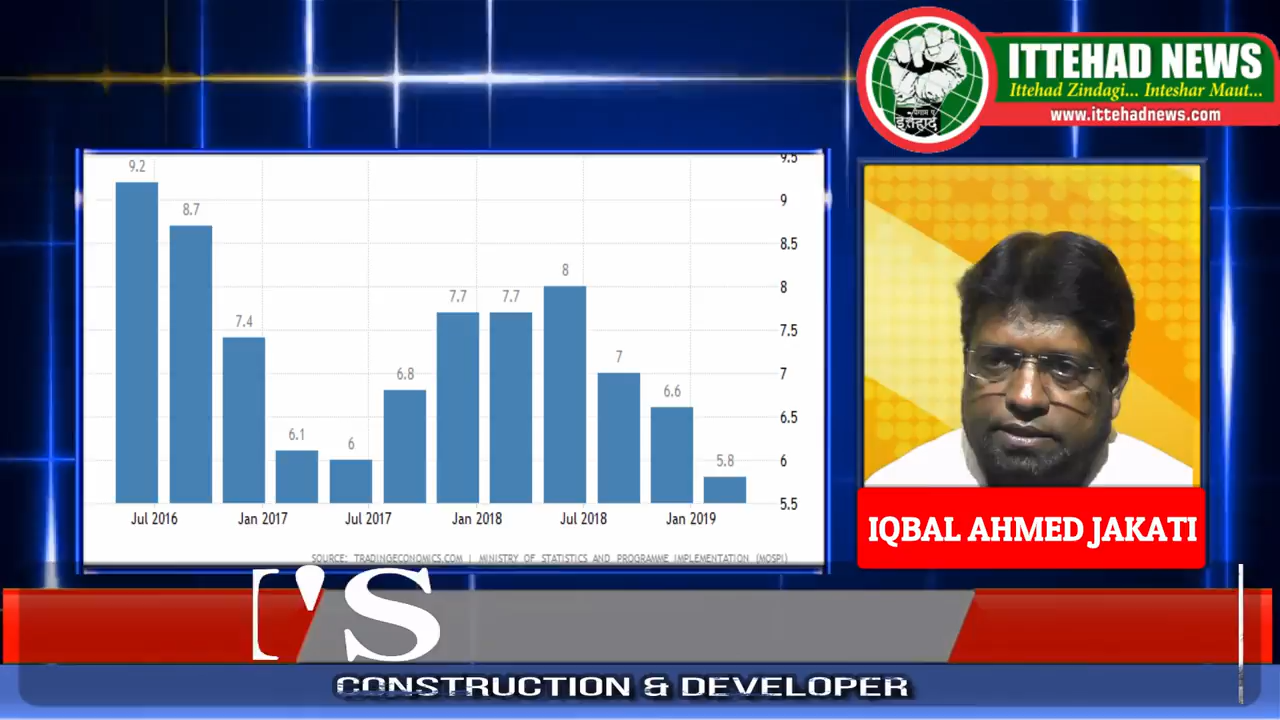 ITTEHAD NEWS
Ittehad Zindagi... Inteshar Maut...
www.ittehadnews.com
इत्तेहाद
9.5
9.2
9
8.7
8.5
8
8
7.7
7.7
7.5
7.4
7
7
6.8
6.6
6.5
6.1
6
6
5.8
5.5
Jul 2016
Jan 2017
Jul 2017
Jan 2018
Jul 2018
Jan 2019
SOURCE: TRADINGECONOMICS.COM | MINISTRY OF STATISTICS AND PROGRAMME IMPLEMENTATION (MOSPI)
IQBAL AHMED JAKATI
'S
CONSTRUCTION & DEVELOPER